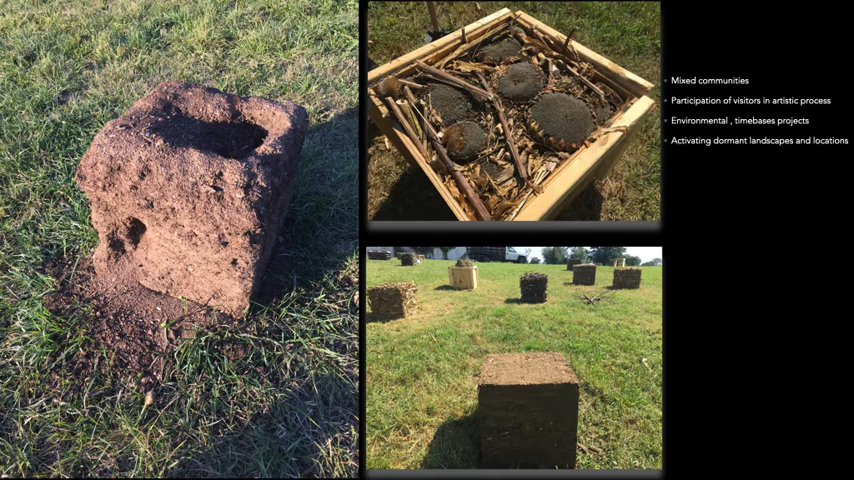 Mixed communities
Participation of visitors in artistic process
Environmental , timebases projects
Activating dormant landscapes and locations